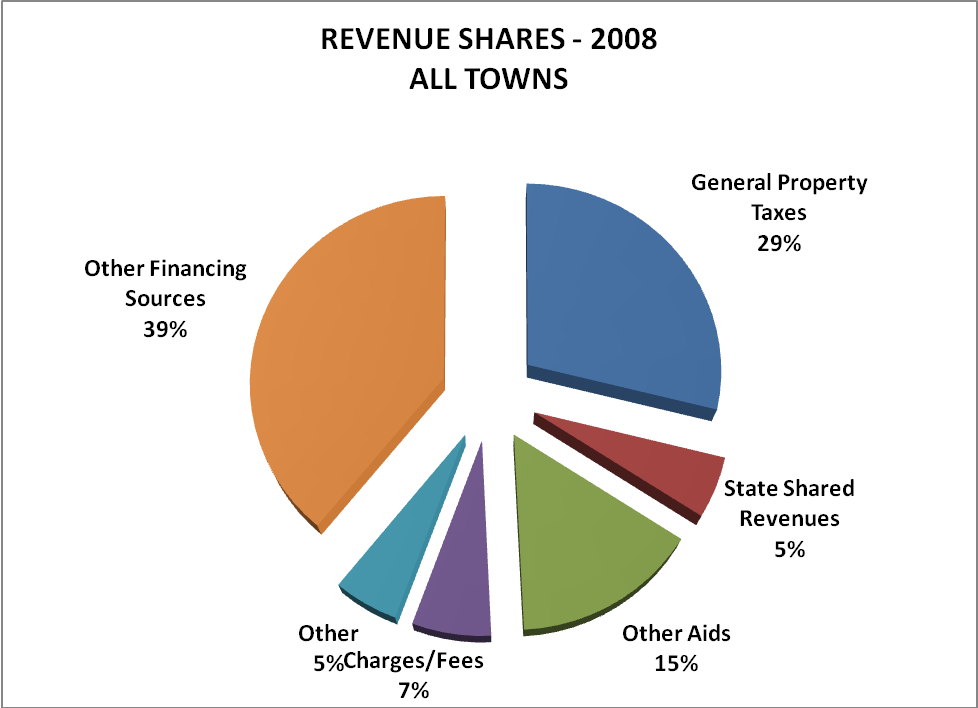 REVENUE SHARES - 2008
ALL TOWNS
General Property
Taxes
29%
State Shared
Revenues
5%
Other Aids
15%
Charges/Fees
7%
Other
5%
Other Financing
Sources
39%